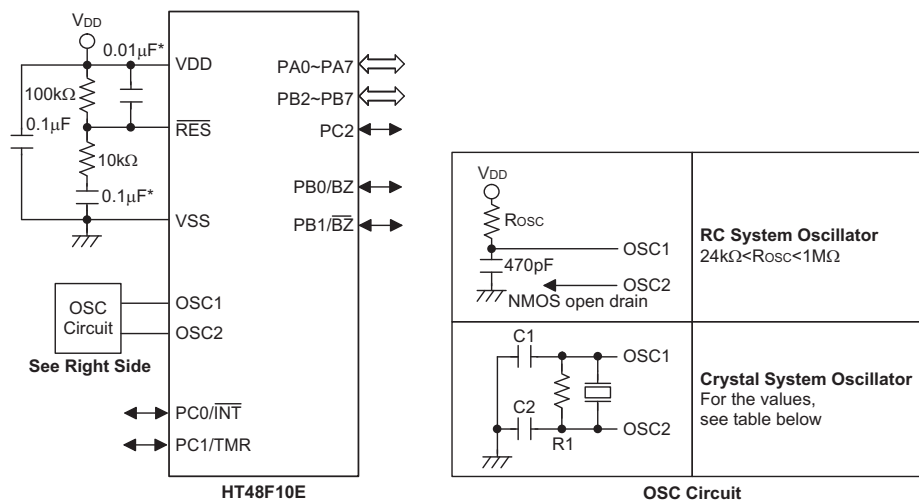 VDD
0.01μF*
VDD
100kΩ
0.1μF
RES
10kΩ
0.1μF*
VSS
OSC
Circuit
See Right Side
OSC1
OSC2
PC0/INT
PC1/TMR
PA0~PA7
PB2~PB7
PC2
PB0/BZ
PB1/BZ
HT48F10E
VDD
ROSC
OSC1
470pF
OSC2
NMOS open drain
RC System Oscillator
24kΩ<ROSC<1MΩ
C1
OSC1
C2
OSC2
R1
Crystal System Oscillator
For the values,
see table below
OSC Circuit